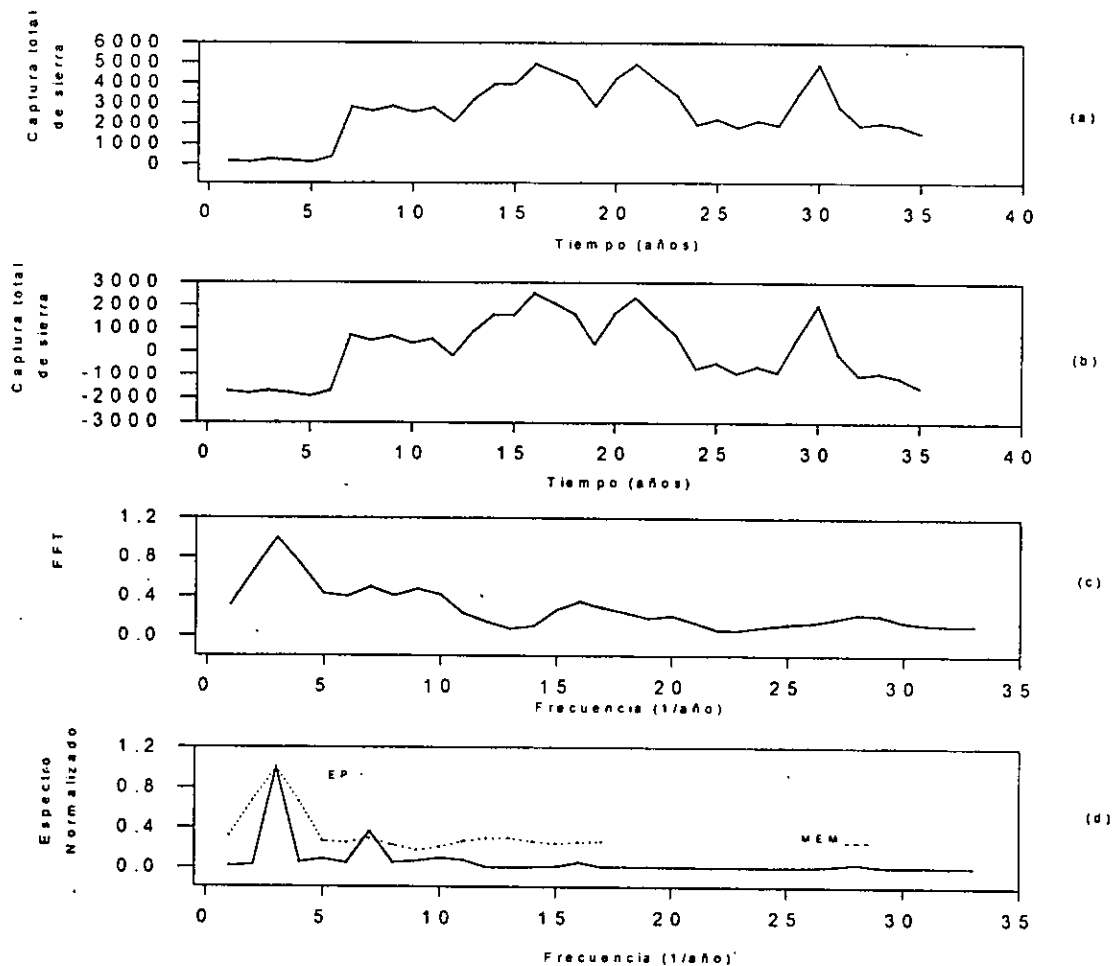 Captura total
de sierra
6000
5000
4000
3000
2000
1000
0
0 5 10 15 20 25 30 35 40
Tiempo (años)
(a)
Captura total
de sierra
3000
2000
1000
0
-1000
-2000
-3000
0 5 10 15 20 25 30 35 40
Tiempo (años)
(b)
FFT
1.2
0.8
0.4
0.0
0 5 10 15 20 25 30 35
Frecuencia (1/año)
(c)
Espectro
Normalizado
1.2
0.8
0.4
0.0
EP
MEM
0 5 10 15 20 25 30 35
Frecuencia (1/año)
(d)